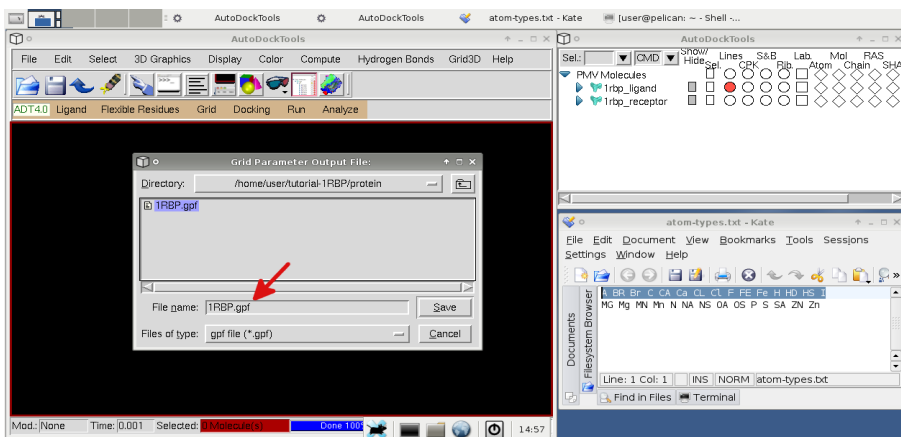 AutoDockTools
AutoDockTools
atom-types.txt - Kate
[user@pelican: ~ - Shell -...
AutoDockTools
File Edit Select 3D Graphics Display Color Compute Hydrogen Bonds Grid3D Help
ADT4.0 Ligand Flexible Residues Grid Docking Run Analyze
Grid Parameter Output File:
Directory: /home/user/tutorial-1RBP/protein
1RBP.gpf
File name: 1RBP.gpf Save
Files of type: gpf file (*.gpf) Cancel
Mod.: None Time: 0.001 Selected: 0 Molecule(s) Done 100%
14:57
AutoDockTools
Sel.: CMD Show/Hide Sel. Lines CPK S&B Rib. Lab. Atom Mol Chain RAS SHA
PMV Molecules
1rbp_ligand
1rbp_receptor
atom-types.txt - Kate
File Edit Document View Bookmarks Tools Sessions
Settings Window Help
Documents
Filesystem Browser
A BR Br C CA Ca CL Cl F FE Fe H HD HS I
MG Mg MN Mn N NA NS OA OS P S SA ZN Zn
Line: 1 Col: 1 INS NORM atom-types.txt
Find in Files Terminal